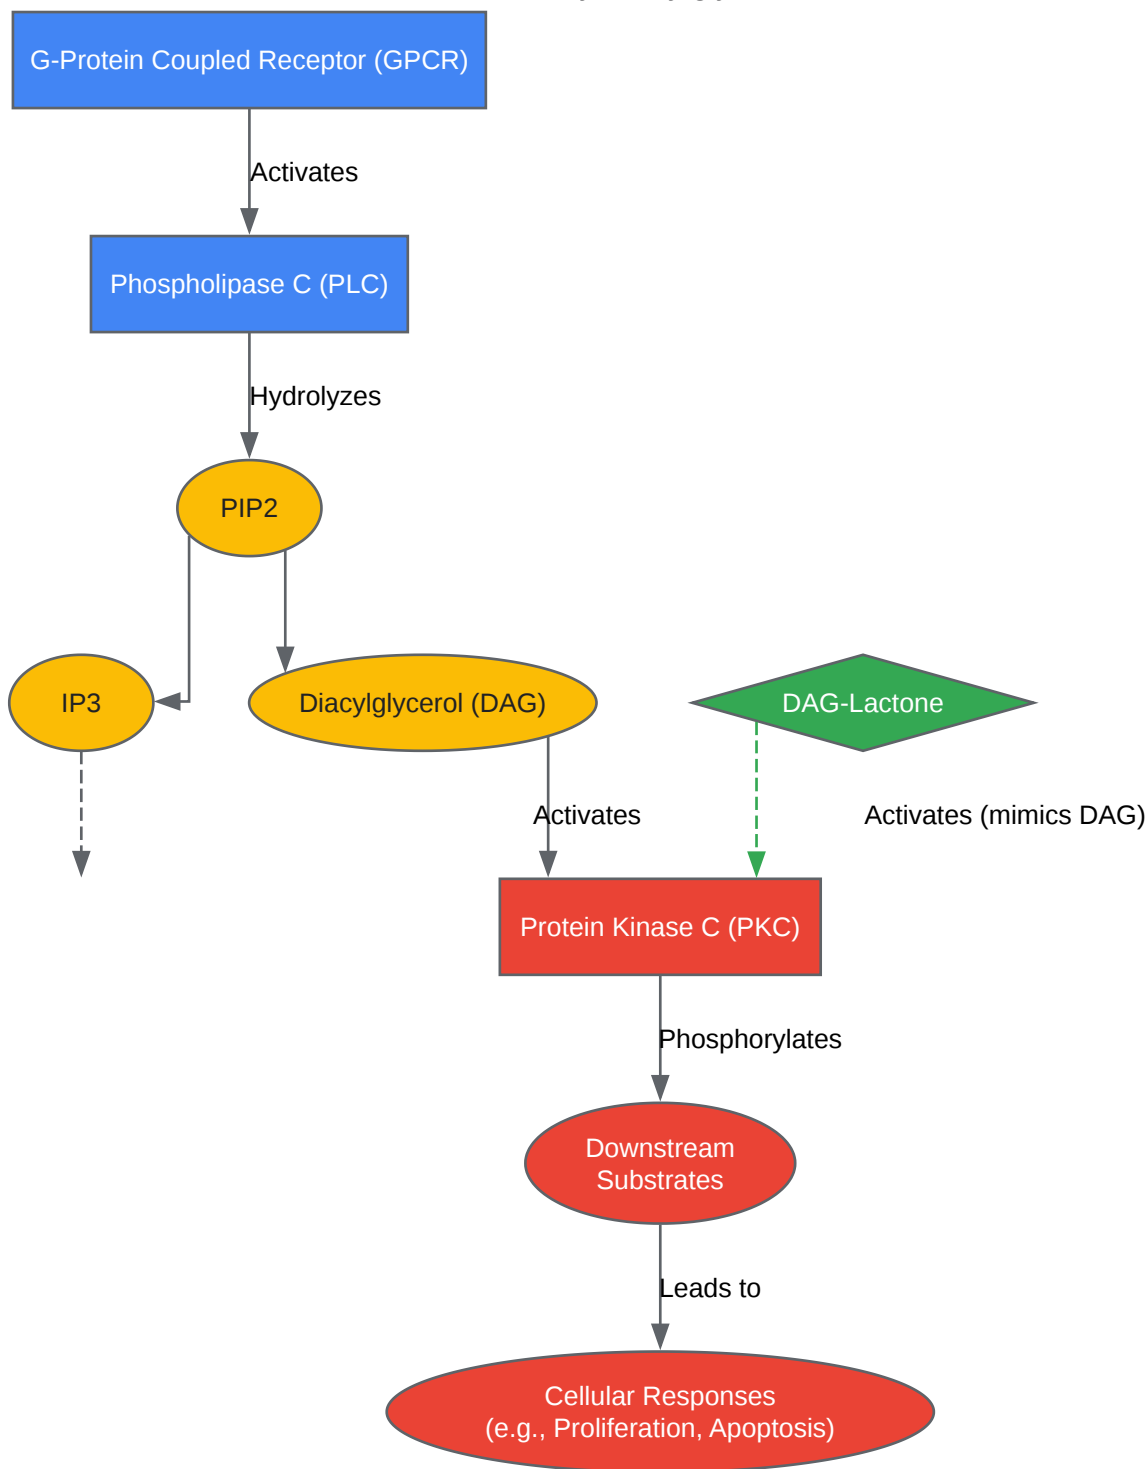 G-Protein Coupled Receptor (GPCR)
Activates
Phospholipase C (PLC)
Hydrolyzes
PIP2
IP3
Diacylglycerol (DAG)
DAG-Lactone
Activates
Activates (mimics DAG)
Protein Kinase C (PKC)
Phosphorylates
Downstream
Substrates
Leads to
Cellular Responses
(e.g., Proliferation, Apoptosis)